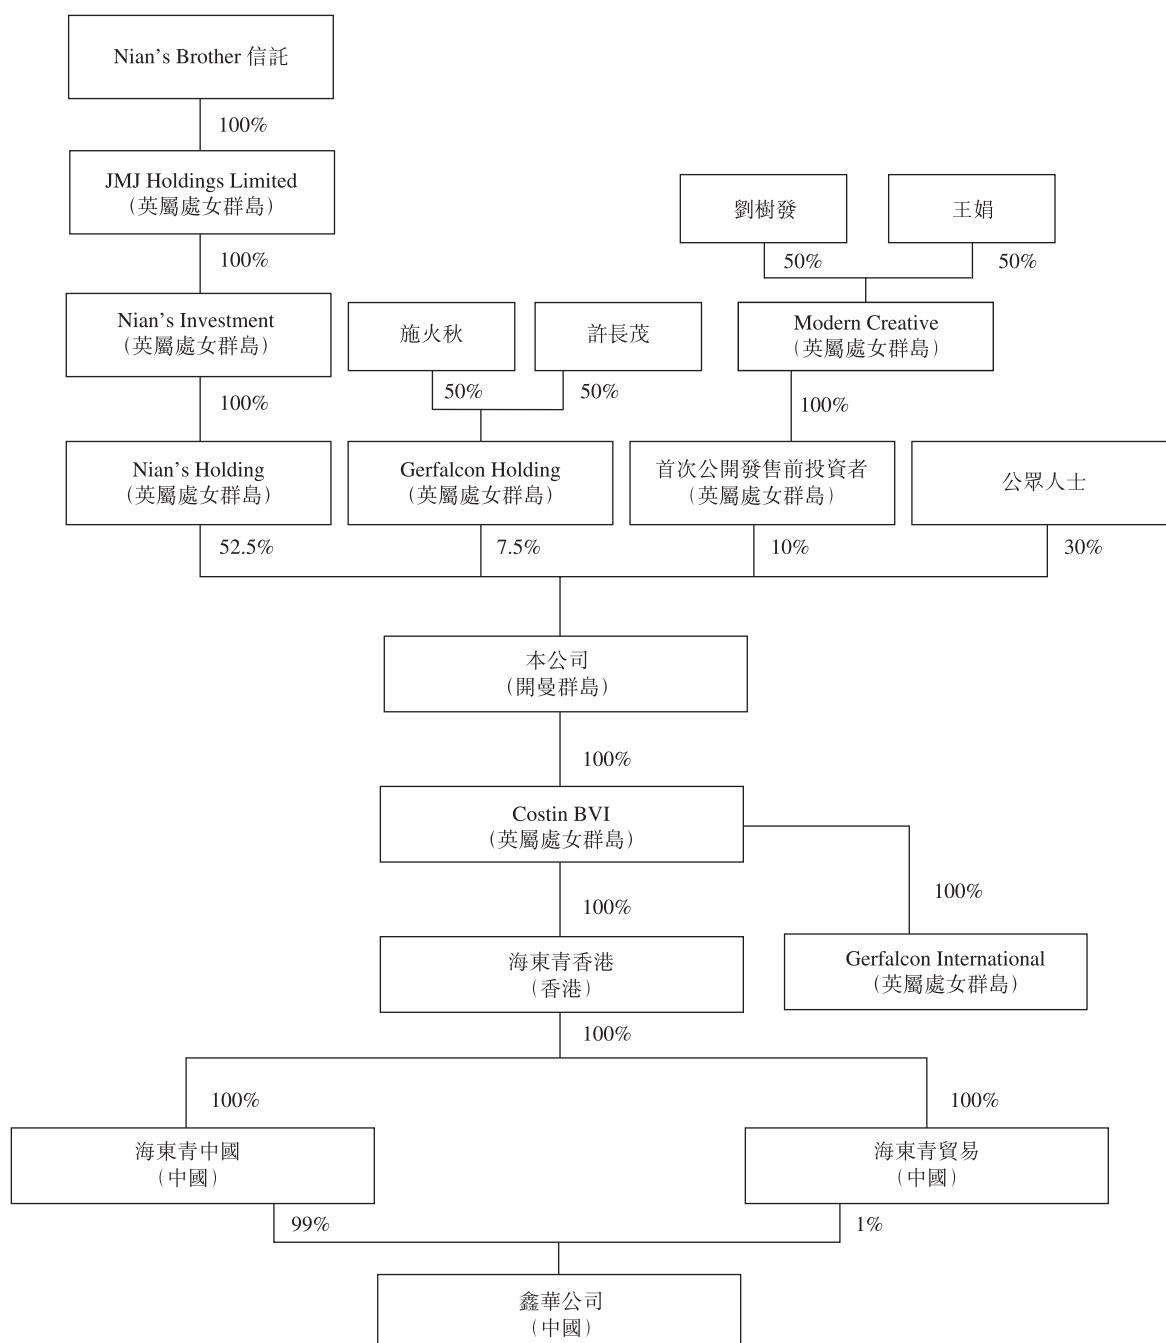 Nian's Brother 信託
100%
JMJ Holdings Limited
(英屬處女群島)
劉樹發
王娟
100%
50%
50%
Nian's Investment
(英屬處女群島)
施火秋
許長茂
Modern Creative
(英屬處女群島)
100%
50%
50%
100%
Nian's Holding
(英屬處女群島)
Gerfalcon Holding
(英屬處女群島)
首次公開發售前投資者
(英屬處女群島)
公眾人士
52.5%
7.5%
10%
30%
本公司
(開曼群島)
100%
Costin BVI
(英屬處女群島)
100%
100%
海東青香港
(香港)
Gerfalcon International
(英屬處女群島)
100%
100%
100%
海東青中國
(中國)
海東青貿易
(中國)
99%
1%
鑫華公司
(中國)